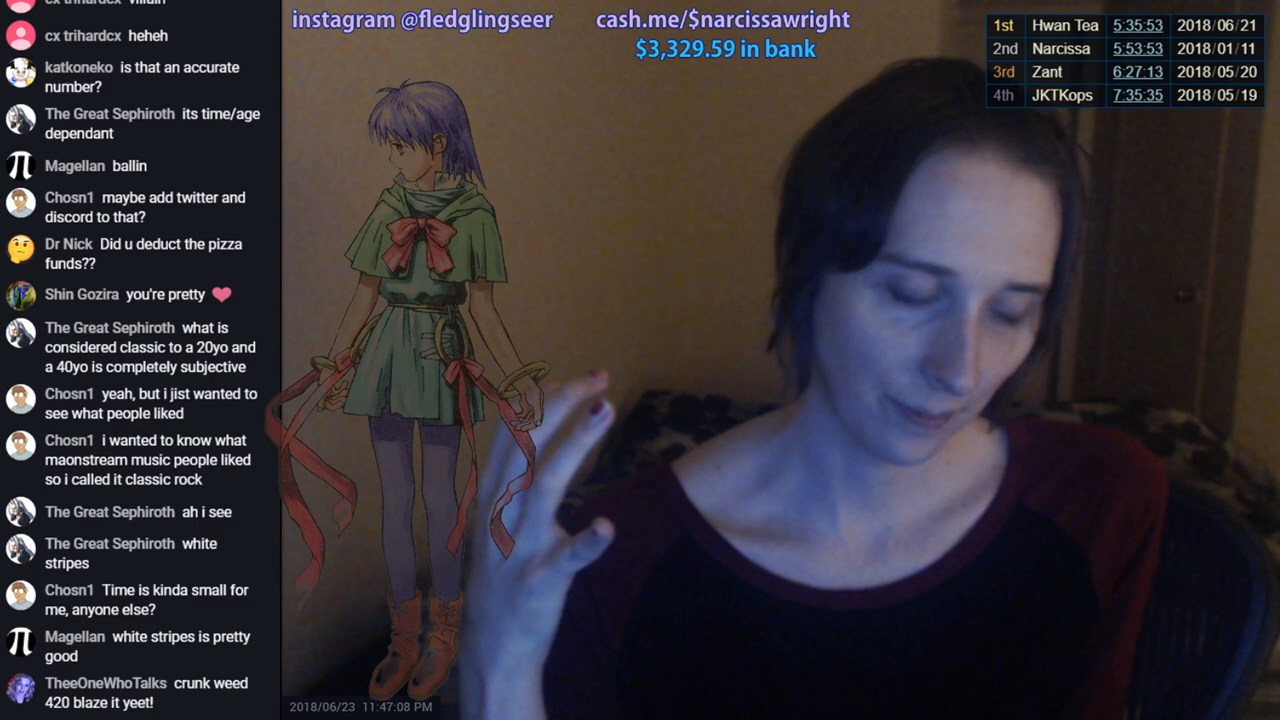 cx trihardcx villain
cx trihardcx heheh
katkoneko is that an accurate
number?
The Great Sephiroth its time/age
dependant
Magellan ballin
Chosn1 maybe add twitter and
discord to that?
Dr Nick Did u deduct the pizza
funds??
Shin Gozira you're pretty
The Great Sephiroth what is
considered classic to a 20yo and
a 40yo is completely subjective
Chosn1 yeah, but i jist wanted to
see what people liked
Chosn1 i wanted to know what
maonstream music people liked
so i called it classic rock
The Great Sephiroth ah i see
The Great Sephiroth white
stripes
Chosn1 Time is kinda small for
me, anyone else?
Magellan white stripes is pretty
good
TheeOneWhoTalks crunk weed
420 blaze it yeet!
instagram @fledglingseer cash.me/$narcissawright
$3,329.59 in bank
1st Hwan Tea 5:35:53 2018/06/21
2nd Narcissa 5:53:53 2018/01/11
3rd Zant 6:27:13 2018/05/20
4th JKTKops 7:35:35 2018/05/19
2018/06/23 11:47:08 PM